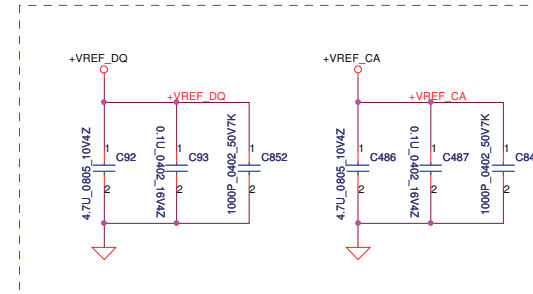 +VREF_DQ
+VREF_DQ
4.7U_0805_10V4Z
1
C92
2
0.1U_0402_16V4Z
1
C93
2
1000P_0402_50V7K
1
C852
2
+VREF_CA
+VREF_CA
4.7U_0805_10V4Z
1
C486
2
0.1U_0402_16V4Z
1
C487
2
1000P_0402_50V7K
1
C84
2